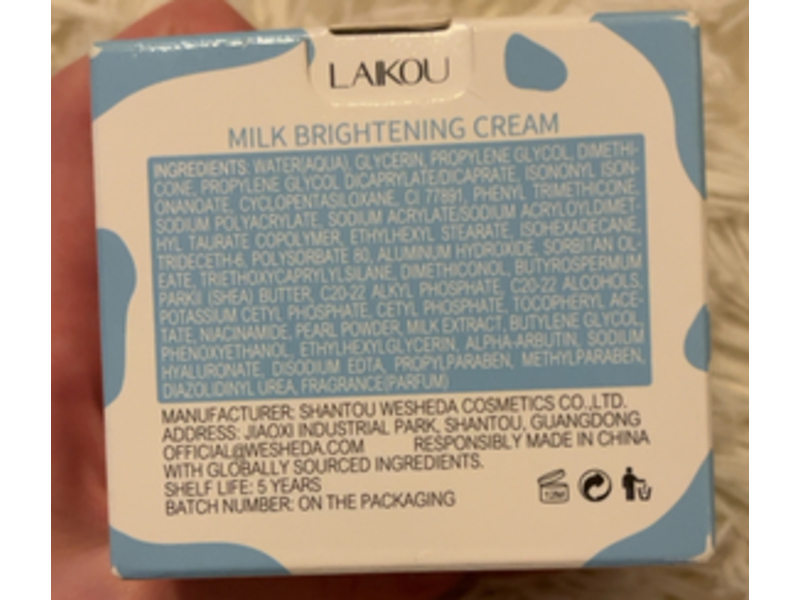 LAIKOU
MILK BRIGHTENING CREAM
INGREDIENTS: WATER(AQUA), GLYCERIN, PROPYLENE GLYCOL, DIMETHI-
CONE, PROPYLENE GLYCOL DICAPRYLATE/DICAPRATE, ISONONYL ISON-
ONANOATE, CYCLOPENTASILOXANE, CI 77891, PHENYL TRIMETHICONE,
SODIUM POLYACRYLATE, SODIUM ACRYLATE/SODIUM ACRYLOYLDIMET-
HYL TAURATE COPOLYMER, ETHYLHEXYL STEARATE, ISOHEXADECANE,
TRIDECETH-6, POLYSORBATE 80, ALUMINUM HYDROXIDE, SORBITAN OL-
EATE, TRIETHOXYCAPRYLYLSILANE, DIMETHICONOL, BUTYROSPERMUM
PARKII (SHEA) BUTTER, C20-22 ALKYL PHOSPHATE, C20-22 ALCOHOLS,
POTASSIUM CETYL PHOSPHATE, CETYL PHOSPHATE, TOCOPHERYL ACE-
TATE, NIACINAMIDE, PEARL POWDER, MILK EXTRACT, BUTYLENE GLYCOL,
PHENOXYETHANOL, ETHYLHEXYLGLYCERIN, ALPHA-ARBUTIN, SODIUM
HYALURONATE, DISODIUM EDTA, PROPYLPARABEN, METHYLPARABEN,
DIAZOLIDINYL UREA, FRAGRANCE(PARFUM)
MANUFACTURER: SHANTOU WESHEDA COSMETICS CO.,LTD.
ADDRESS: JIAOXI INDUSTRIAL PARK, SHANTOU, GUANGDONG
OFFICIAL@WESHEDA.COM RESPONSIBLY MADE IN CHINA
WITH GLOBALLY SOURCED INGREDIENTS.
SHELF LIFE: 5 YEARS
BATCH NUMBER: ON THE PACKAGING
12M